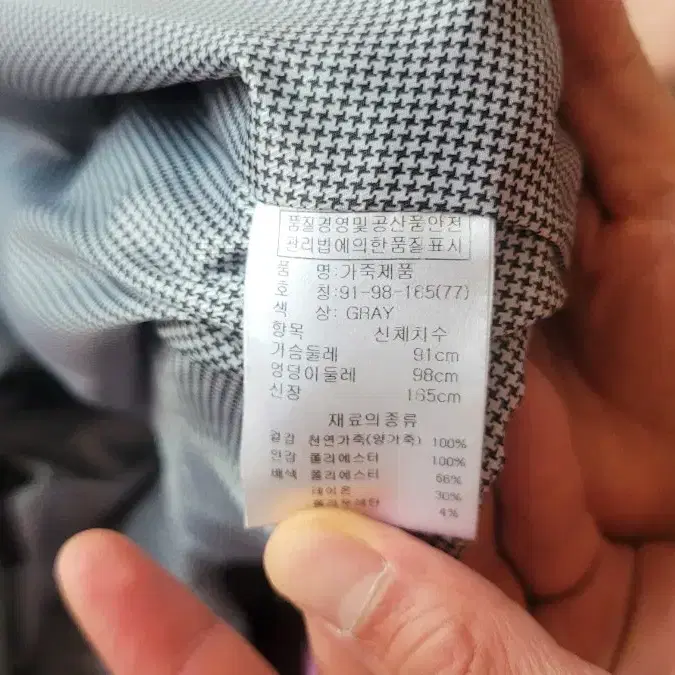 품질경영및공산품안전
관리법에의한품질표시
품 명:가죽제품
호 칭:91-98-165(77)
색 상: GRAY
항목 신체치수
가슴둘레 91cm
엉덩이둘레 98cm
신장 165cm
재료의종류
겉감 천연가죽(양가죽) 100%
안감 폴리에스터 100%
배색 폴리에스터 66%
레이온 30%
폴리우레탄 4%